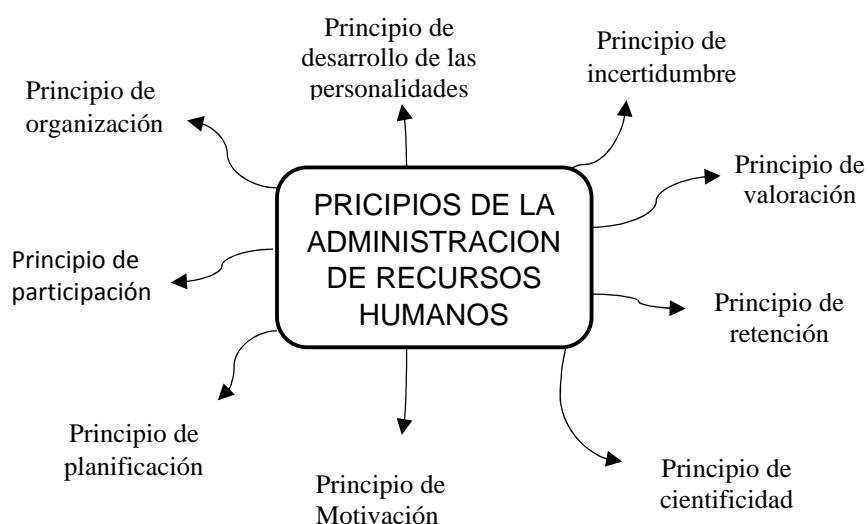 Principio de
desarrollo de las
personalidades
Principio de
incertidumbre
Principio de
organización
Principio de
valoración
PRICIPIOS DE LA
ADMINISTRACION
DE RECURSOS
HUMANOS
Principio de
participación
Principio de
retención
Principio de
planificación
Principio de
Motivación
Principio de
cientificidad